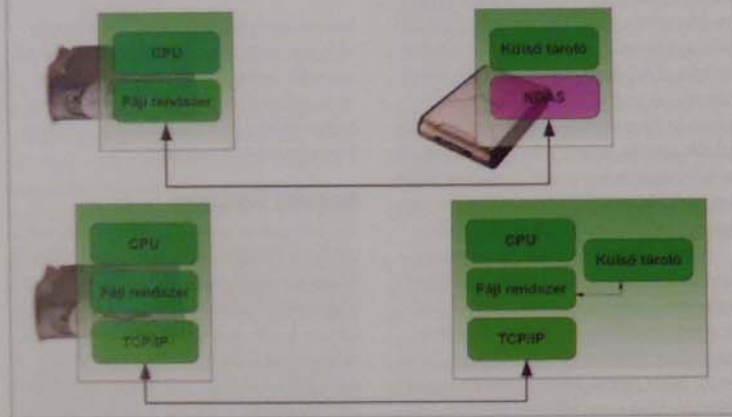 CPU
Fájl rendszer
Külső tároló
NDAS
CPU
Fájl rendszer
TCP/IP
CPU
Fájl rendszer
Külső tároló
TCP/IP